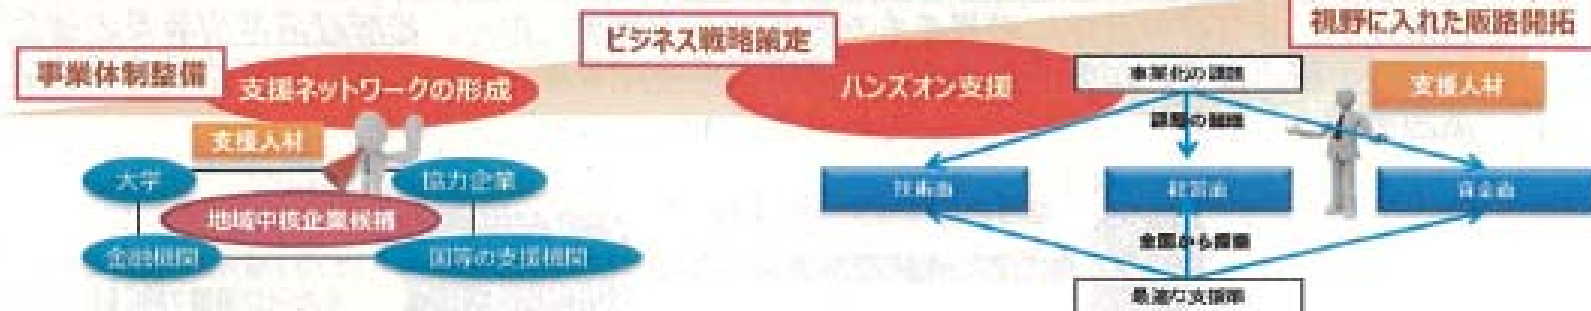 事業体制整備
支援ネットワークの形成
支援人材
大学
協力企業
地域中核企業候補
金融機関
国等の支援機関
ビジネス戦略策定
ハンズオン支援
視野に入れた販路開拓
支援人材
事業化の課題
課題の
技術面
経営面
資金面
全国から探索
最適な支援